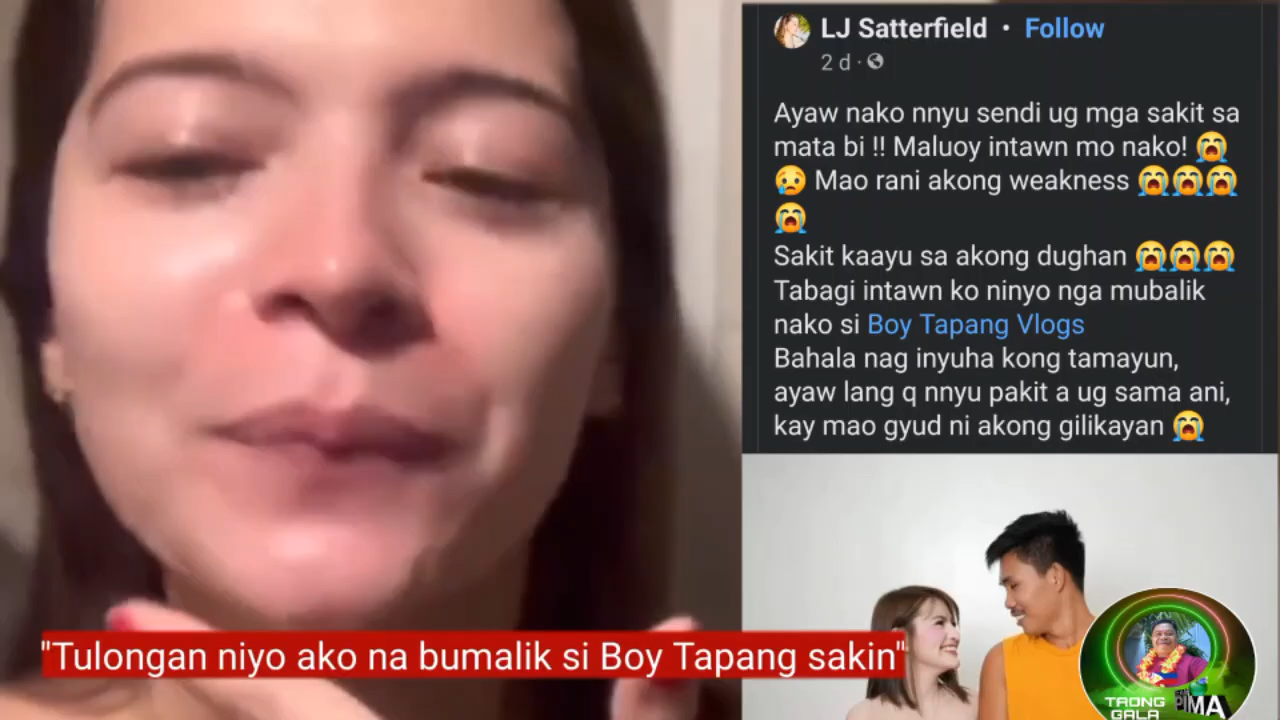 LJ Satterfield • Follow
2 d ·
Ayaw nako nnyu sendi ug mga sakit sa
mata bi !! Maluoy intawn mo nako! 😭
😢 Mao rani akong weakness 😭😭😭
😭
Sakit kaayu sa akong dughan 😭😭😭
Tabagi intawn ko ninyo nga mubalik
nako si Boy Tapang Vlogs
Bahala nag inyuha kong tamayun,
ayaw lang q nnyu pakit a ug sama ani,
kay mao gyud ni akong gilikayan 😭
"Tulongan niyo ako na bumalik si Boy Tapang sakin"
TAONG
GALA
PIMA